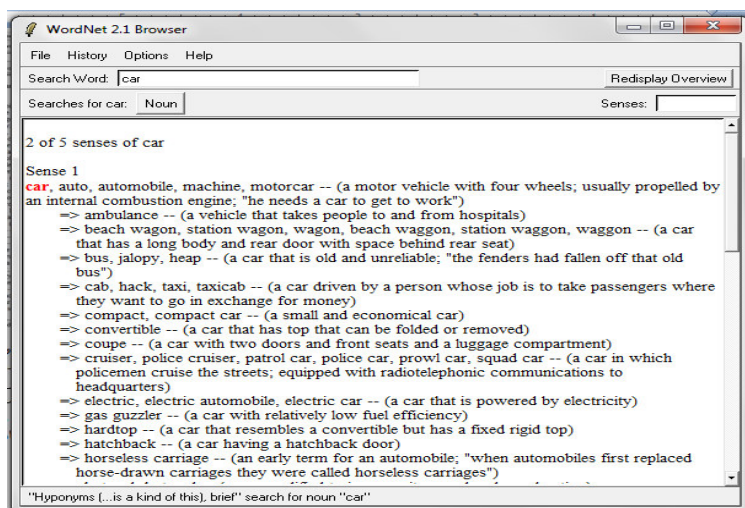 WordNet 2.1 Browser
File History Options Help
Search Word: car Redisplay Overview
Searches for car: Noun Senses:
2 of 5 senses of car
Sense 1
car, auto, automobile, machine, motorcar -- (a motor vehicle with four wheels; usually propelled by
an internal combustion engine; "he needs a car to get to work")
=> ambulance -- (a vehicle that takes people to and from hospitals)
=> beach wagon, station wagon, wagon, beach waggon, station waggon, waggon -- (a car
that has a long body and rear door with space behind rear seat)
=> bus, jalopy, heap -- (a car that is old and unreliable; "the fenders had fallen off that old
bus")
=> cab, hack, taxi, taxicab -- (a car driven by a person whose job is to take passengers where
they want to go in exchange for money)
=> compact, compact car -- (a small and economical car)
=> convertible -- (a car that has top that can be folded or removed)
=> coupe -- (a car with two doors and front seats and a luggage compartment)
=> cruiser, police cruiser, patrol car, police car, prowl car, squad car -- (a car in which
policemen cruise the streets; equipped with radiotelephonic communications to
headquarters)
=> electric, electric automobile, electric car -- (a car that is powered by electricity)
=> gas guzzler -- (a car with relatively low fuel efficiency)
=> hardtop -- (a car that resembles a convertible but has a fixed rigid top)
=> hatchback -- (a car having a hatchback door)
=> horseless carriage -- (an early term for an automobile; "when automobiles first replaced
horse-drawn carriages they were called horseless carriages")
"Hyponyms (...is a kind of this), brief" search for noun "car"